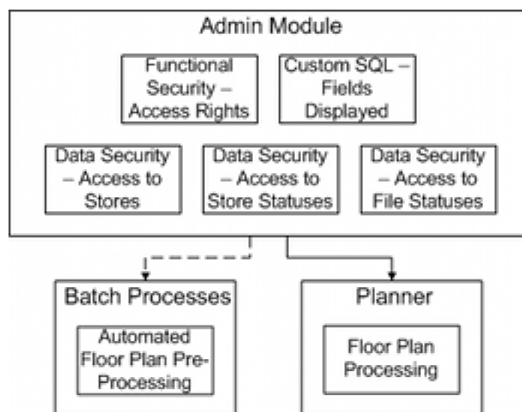 Admin Module
Functional
Security –
Access Rights
Custom SQL –
Fields
Displayed
Data Security
– Access to
Stores
Data Security
– Access to
Store Statuses
Data Security
– Access to
File Statuses
Batch Processes
Automated
Floor Plan Pre-
Processing
Planner
Floor Plan
Processing